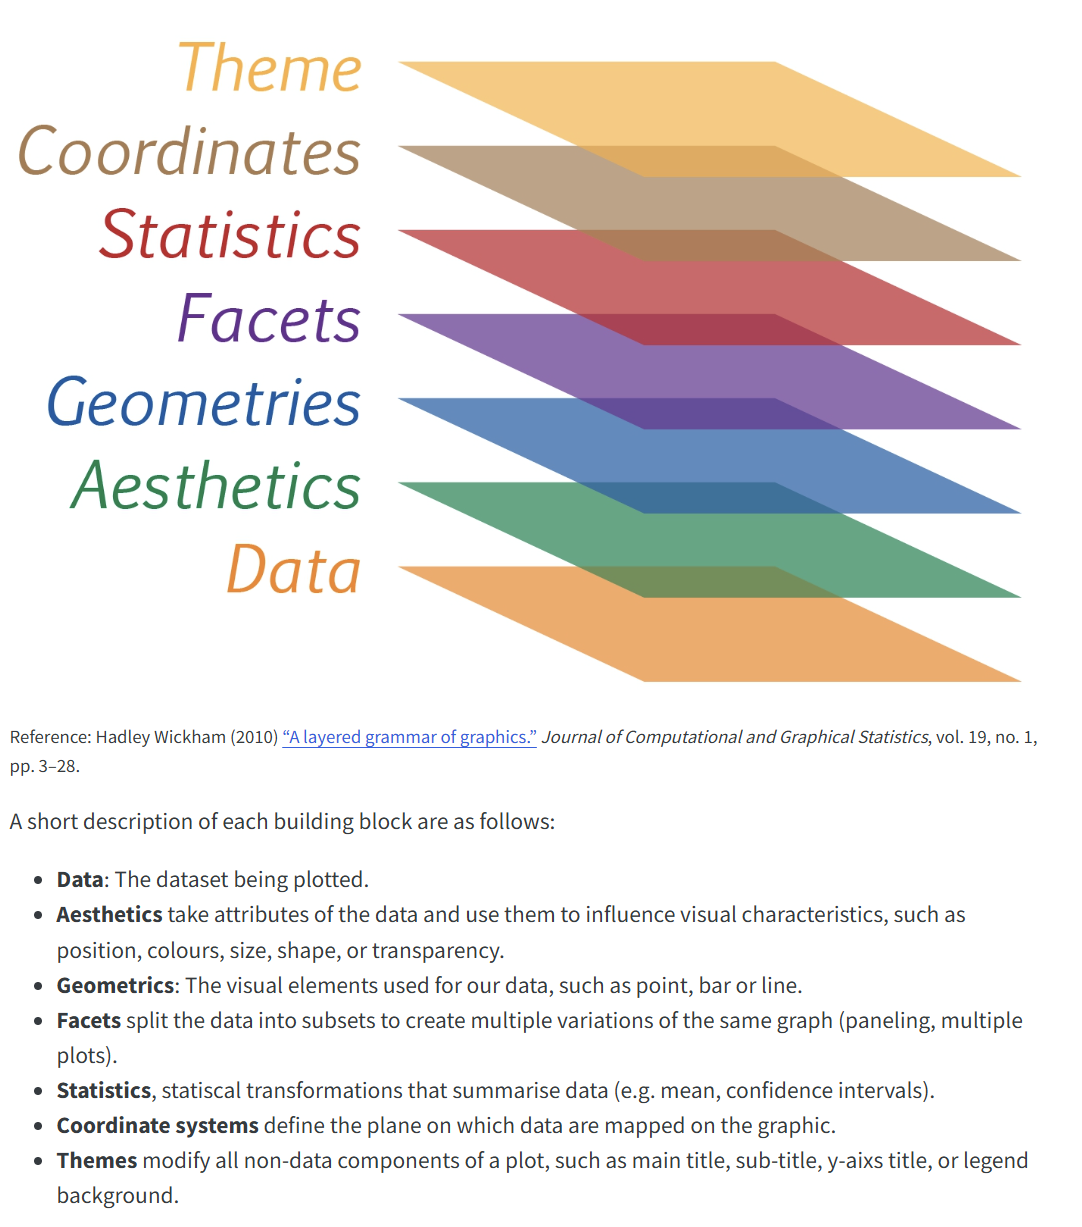 Theme
Coordinates
Statistics
Facets
Geometries
Aesthetics
Data
Reference: Hadley Wickham (2010) “A layered grammar of graphics.” Journal of Computational and Graphical Statistics, vol. 19, no. 1,
pp. 3–28.
A short description of each building block are as follows:
• Data: The dataset being plotted.
• Aesthetics take attributes of the data and use them to influence visual characteristics, such as
position, colours, size, shape, or transparency.
• Geometrics: The visual elements used for our data, such as point, bar or line.
• Facets split the data into subsets to create multiple variations of the same graph (paneling, multiple
plots).
• Statistics, statiscal transformations that summarise data (e.g. mean, confidence intervals).
• Coordinate systems define the plane on which data are mapped on the graphic.
• Themes modify all non-data components of a plot, such as main title, sub-title, y-aixs title, or legend
background.